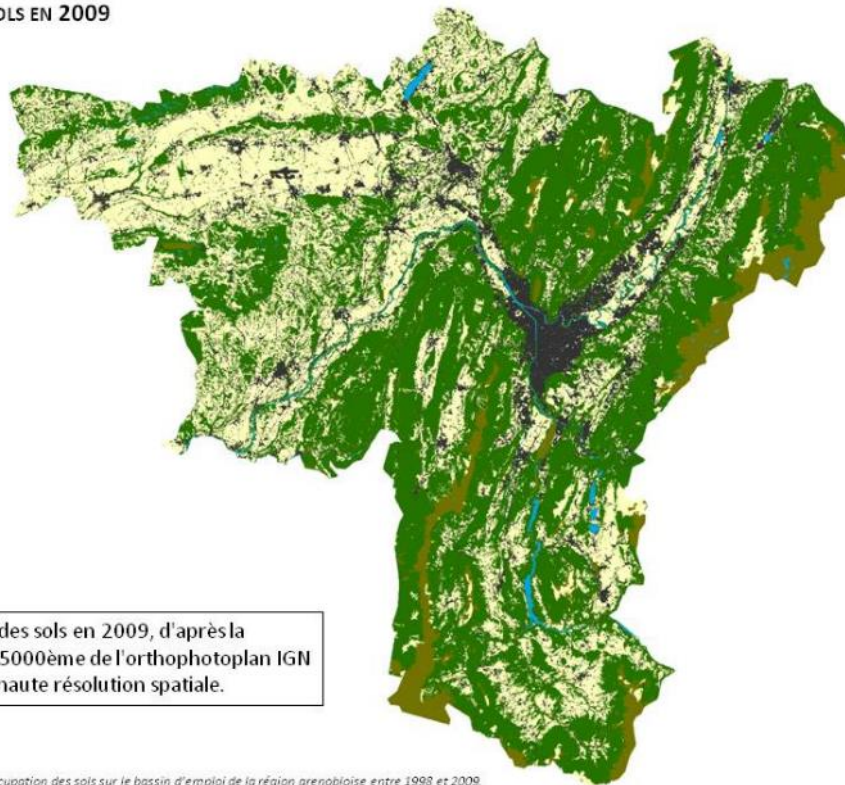 OLS EN 2009
des sols en 2009, d'après la
5000ème de l'orthophotoplan IGN
haute résolution spatiale.
cupation des sols sur le bassin d'emploi de la région grenobloise entre 1998 et 2009.